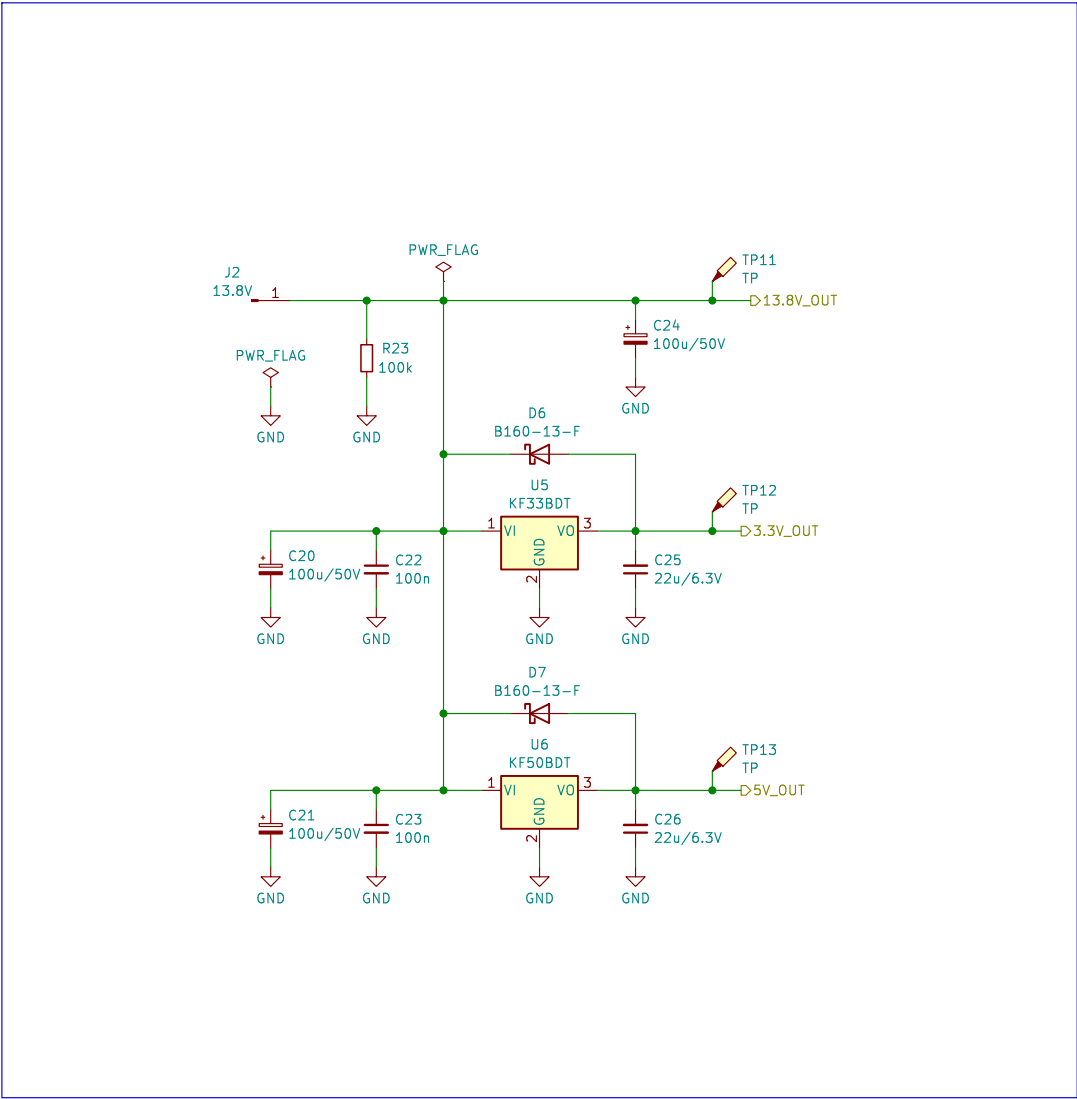 PWR_FLAG
J2
13.8V
1
TP11
TP
13.8V_OUT
C24
100u/50V
GND
PWR_FLAG
GND
R23
100k
GND
D6
B160-13-F
U5
KF33BDT
1
VI
VO
3
GND
2
GND
TP12
TP
3.3V_OUT
C20
100u/50V
GND
C22
100n
GND
C25
22u/6.3V
GND
D7
B160-13-F
U6
KF50BDT
1
VI
VO
3
GND
2
GND
TP13
TP
5V_OUT
C21
100u/50V
GND
C23
100n
GND
C26
22u/6.3V
GND